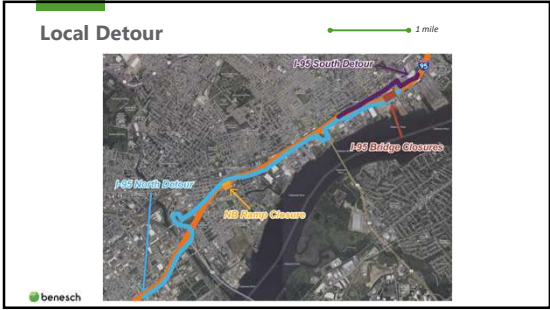 Local Detour
1 mile
I-95 South Detour
95
I-95 Bridge Closures
I-95 North Detour
NB Ramp Closure
benesch